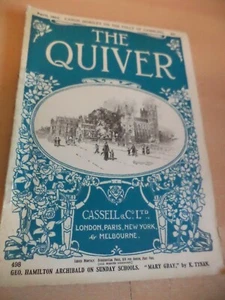 THE
QUIVER
CASSELL & Co. LTD
LONDON, PARIS, NEW YORK
& MELBOURNE.
498
GEO. HAMILTON ARCHIBALD ON SUNDAY SCHOOLS. "MARY GRAY," by K. TYNAN.